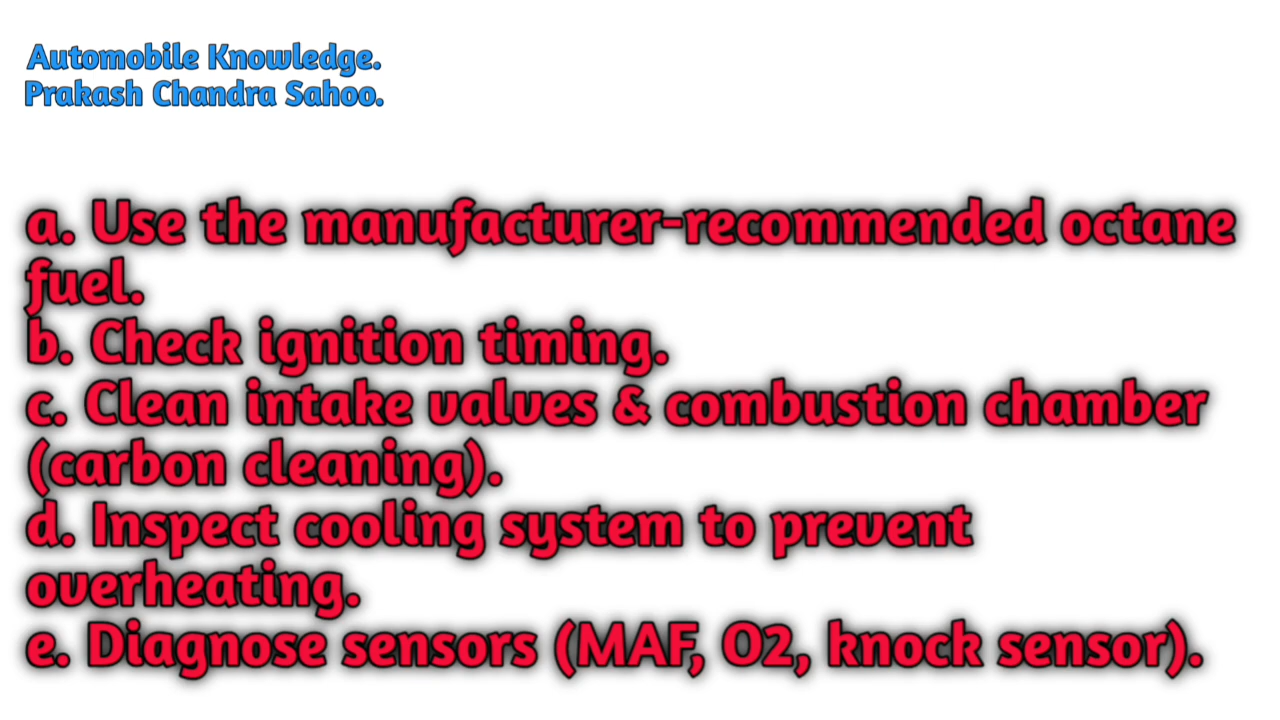 Automobile Knowledge.
Prakash Chandra Sahoo.
a. Use the manufacturer-recommended octane
fuel.
b. Check ignition timing.
c. Clean intake valves & combustion chamber
(carbon cleaning).
d. Inspect cooling system to prevent
overheating.
e. Diagnose sensors (MAF, O2, knock sensor).